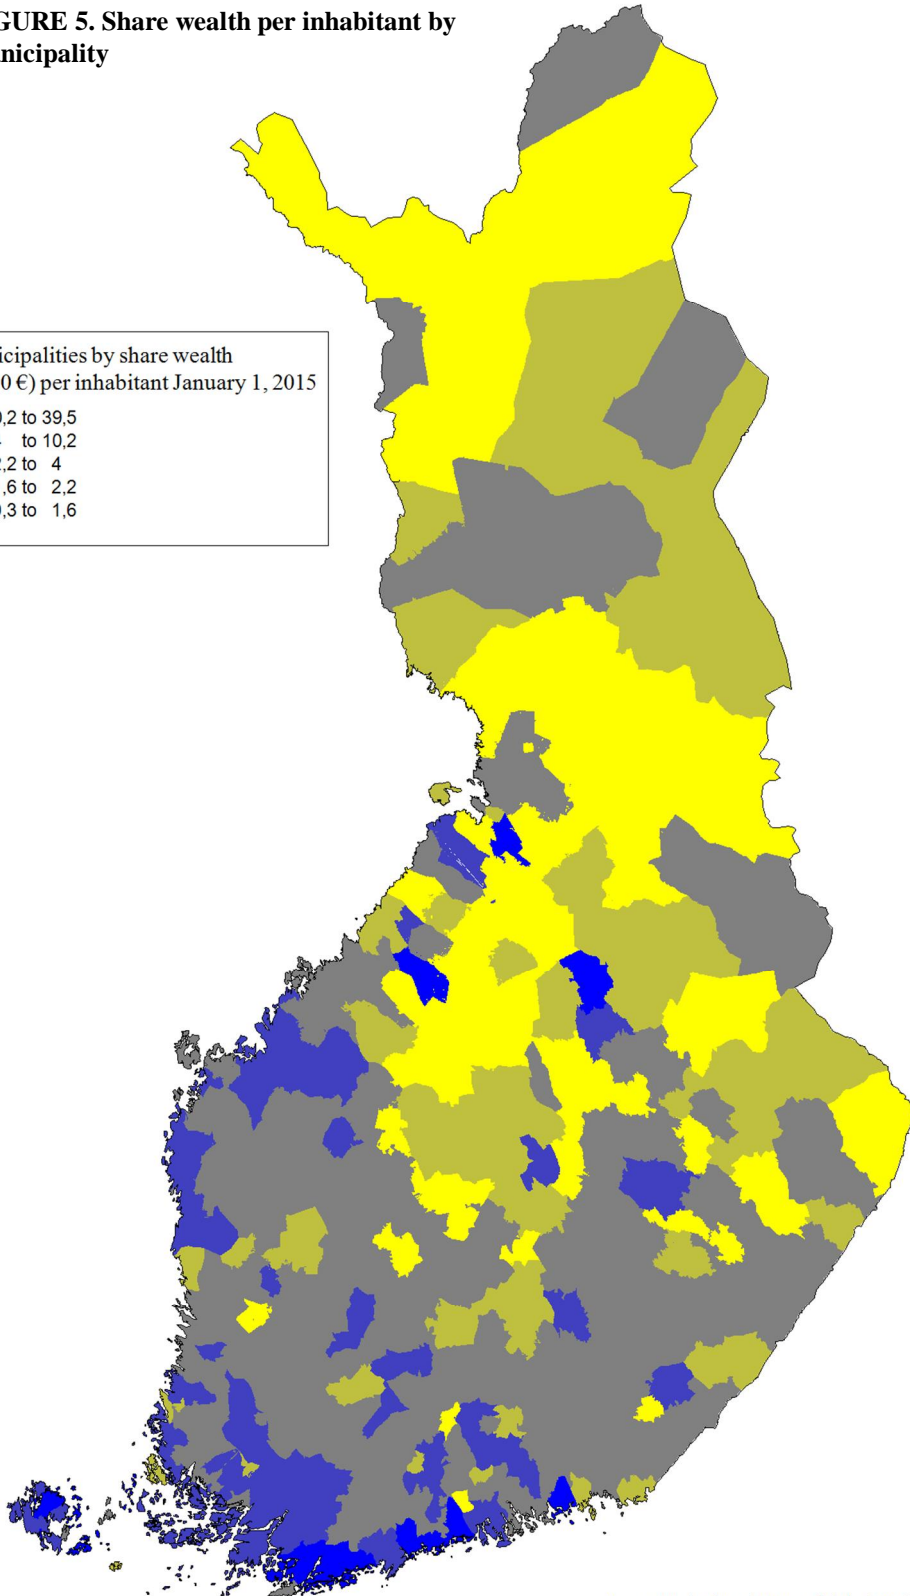 GURE 5. Share wealth per inhabitant by
nicipality
icipalities by share wealth
0 €) per inhabitant January 1, 2015
0,2 to 39,5
to 10,2
,2 to 4
,6 to 2,2
,3 to 1,6